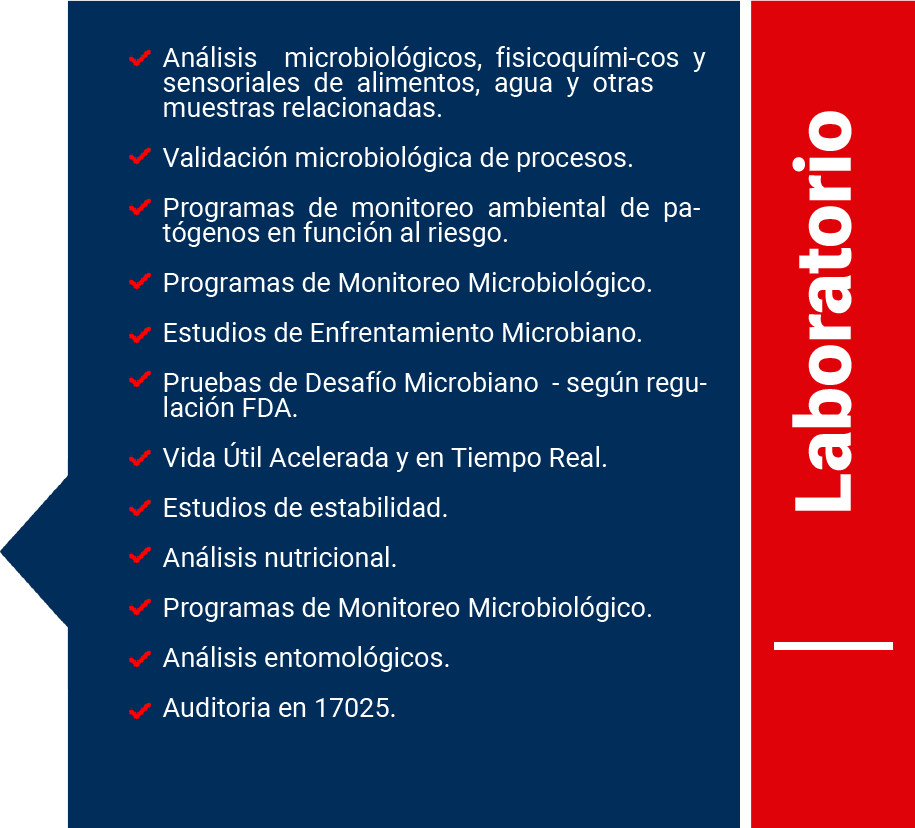 Análisis microbiológicos, fisicoquími-cos y
sensoriales de alimentos, agua y otras
muestras relacionadas.
Validación microbiológica de procesos.
Programas de monitoreo ambiental de pa-
tógenos en función al riesgo.
Programas de Monitoreo Microbiológico.
Estudios de Enfrentamiento Microbiano.
Pruebas de Desafío Microbiano - según regu-
lación FDA.
Vida Útil Acelerada y en Tiempo Real.
Estudios de estabilidad.
Análisis nutricional.
Programas de Monitoreo Microbiológico.
Análisis entomológicos.
Auditoria en 17025.
Laboratorio